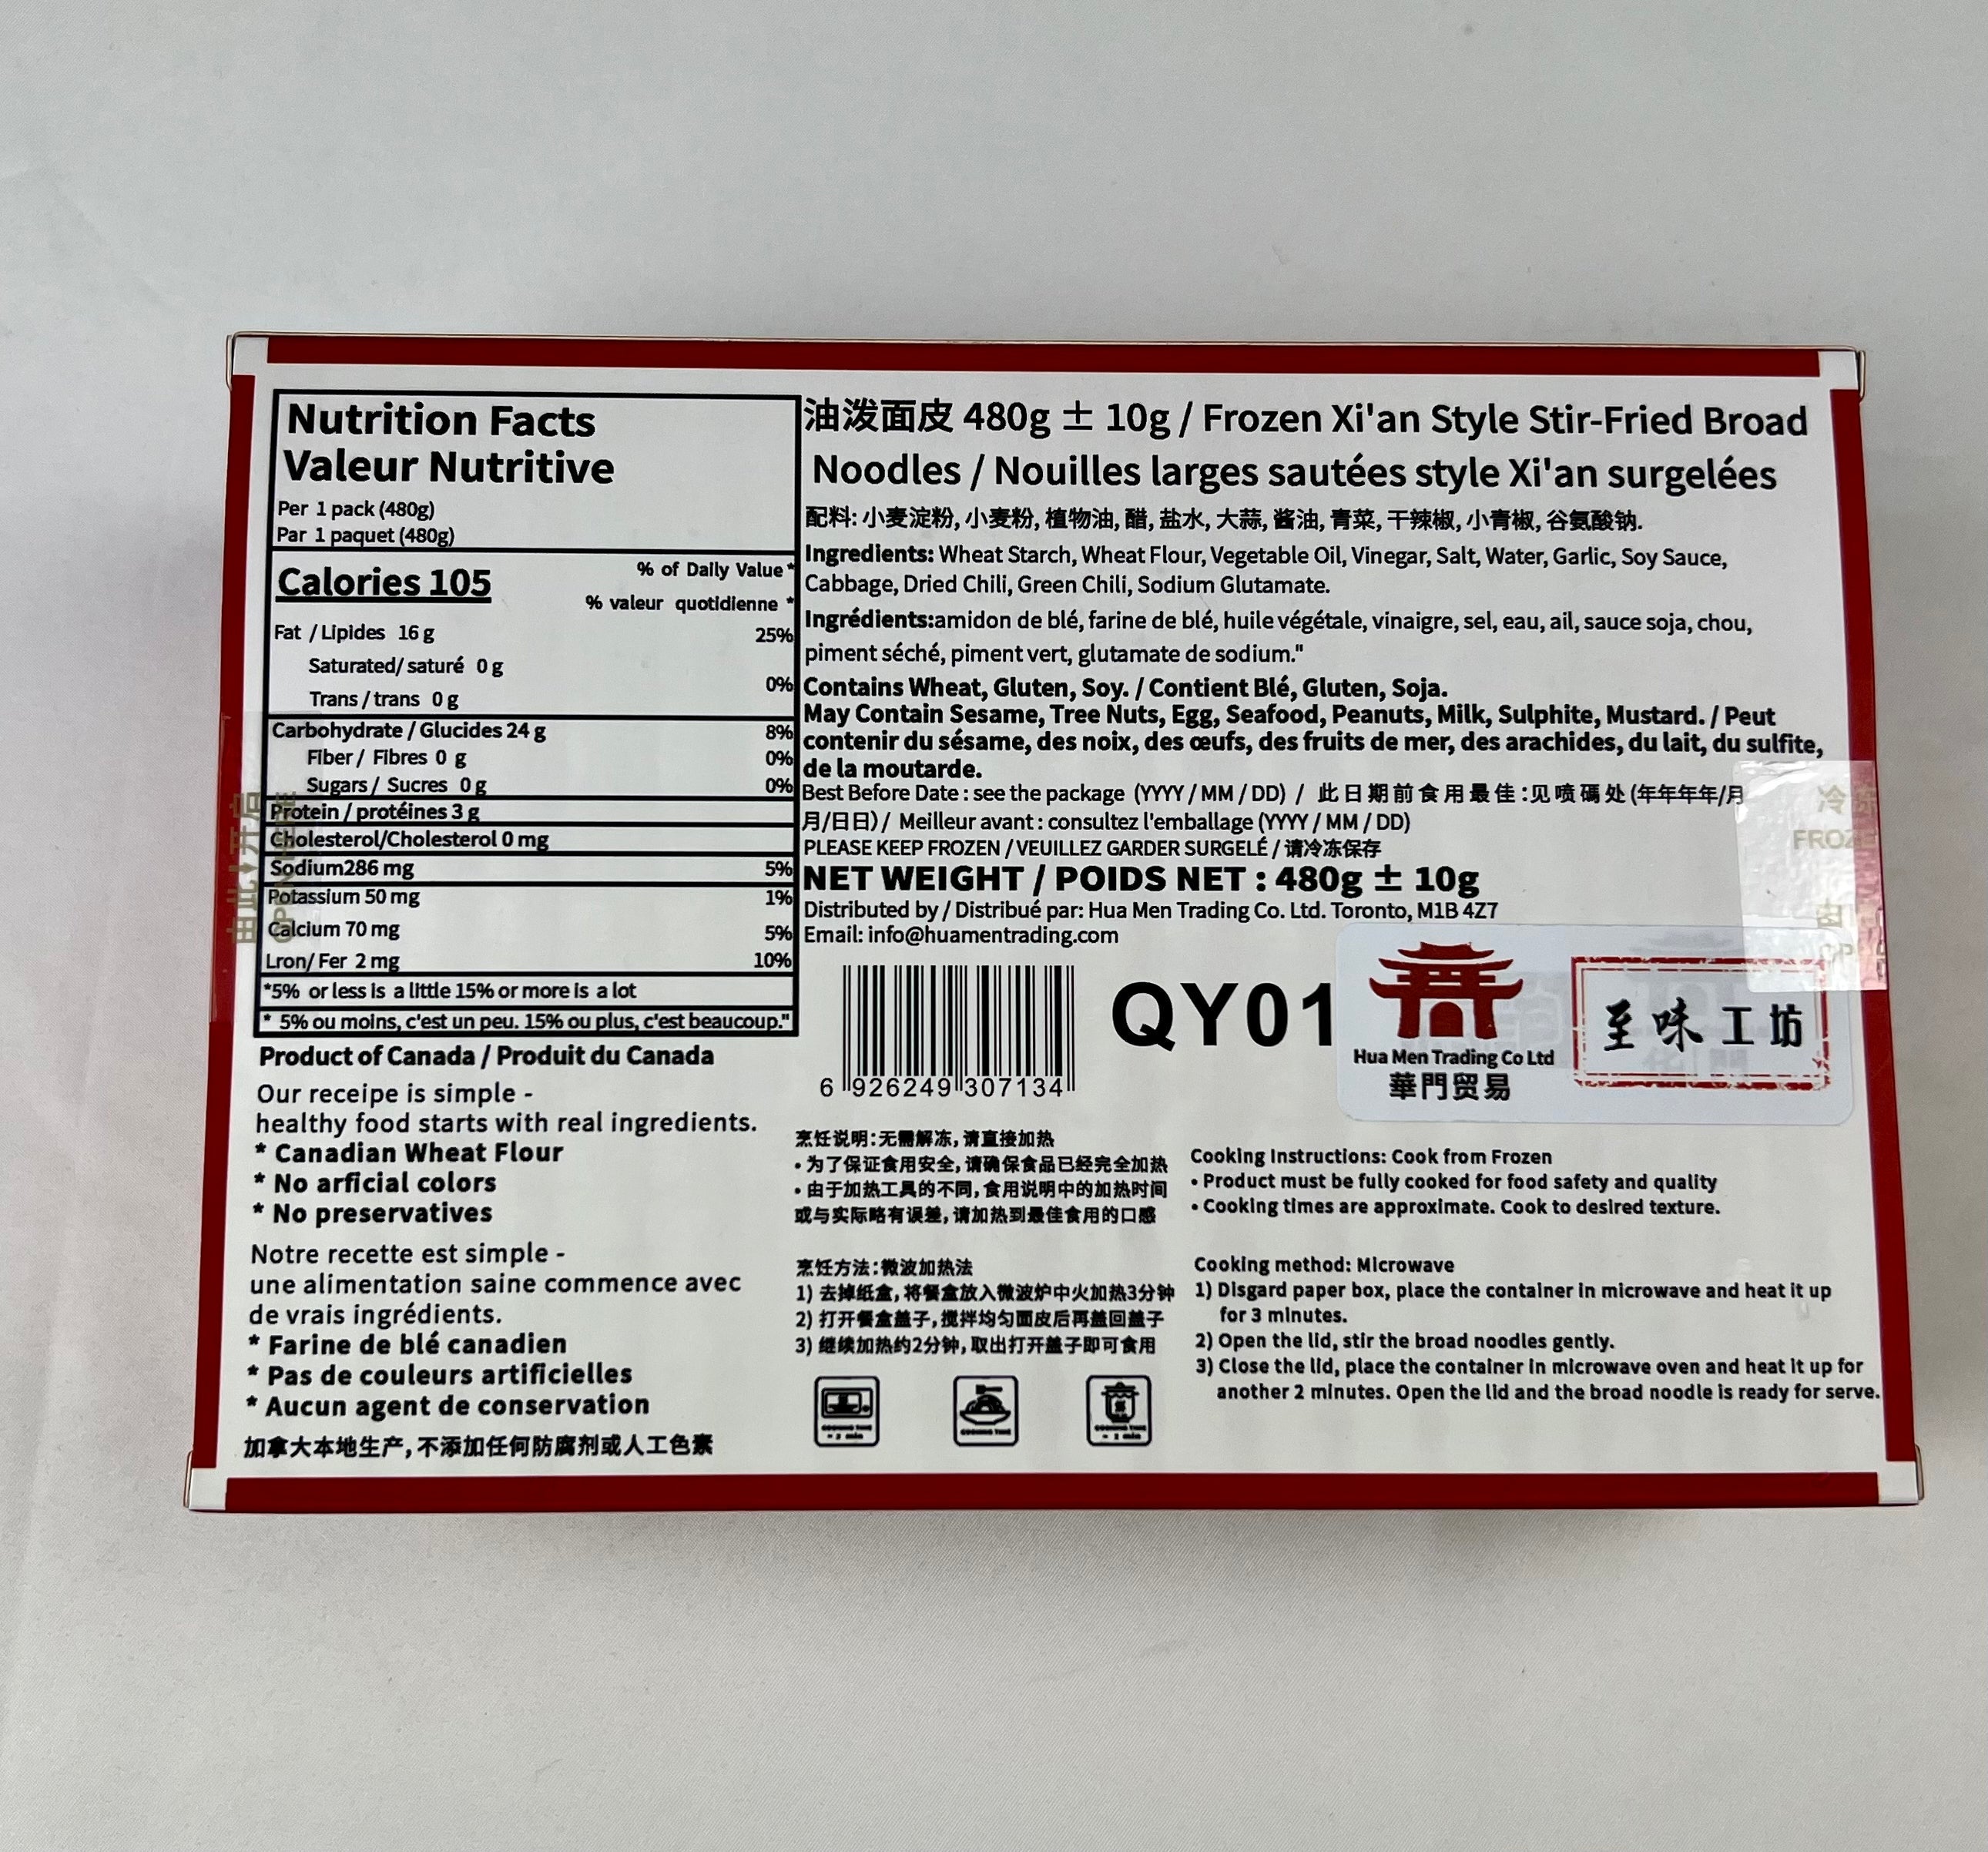 Nutrition Facts
Valeur Nutritive
Per 1 pack (480g)
Par 1 paquet (480g)
Calories 105
% of Daily Value*
% valeur quotidienne *
Fat / Lipides 16 g 25%
Saturated/ saturé 0 g
Trans / trans 0 g 0%
Carbohydrate / Glucides 24 g 8%
Fiber / Fibres 0 g 0%
Sugars / Sucres 0 g 0%
Protein / protéines 3 g
Cholesterol/Cholesterol 0 mg
Sodium286 mg 5%
Potassium 50 mg 1%
Calcium 70 mg 5%
Lron/ Fer 2 mg 10%
*5% or less is a little 15% or more is a lot
* 5% ou moins, c'est un peu. 15% ou plus, c'est beaucoup."
Product of Canada / Produit du Canada
Our receipe is simple -
healthy food starts with real ingredients.
* Canadian Wheat Flour
* No arficial colors
* No preservatives
Notre recette est simple -
une alimentation saine commence avec
de vrais ingrédients.
* Farine de blé canadien
* Pas de couleurs artificielles
* Aucun agent de conservation
加拿大本地生产,不添加任何防腐剂或人工色素
由此 开启
OPEN HERE
油泼面皮 480g ± 10g / Frozen Xi'an Style Stir-Fried Broad
Noodles / Nouilles larges sautées style Xi'an surgelées
配料: 小麦淀粉, 小麦粉, 植物油, 醋, 盐水, 大蒜, 酱油, 青菜, 干辣椒, 小青椒, 谷氨酸钠.
Ingredients: Wheat Starch, Wheat Flour, Vegetable Oil, Vinegar, Salt, Water, Garlic, Soy Sauce,
Cabbage, Dried Chili, Green Chili, Sodium Glutamate.
Ingrédients:amidon de blé, farine de blé, huile végétale, vinaigre, sel, eau, ail, sauce soja, chou,
piment séché, piment vert, glutamate de sodium."
Contains Wheat, Gluten, Soy. / Contient Blé, Gluten, Soja.
May Contain Sesame, Tree Nuts, Egg, Seafood, Peanuts, Milk, Sulphite, Mustard. / Peut
contenir du sésame, des noix, des œufs, des fruits de mer, des arachides, du lait, du sulfite,
de la moutarde.
Best Before Date : see the package (YYYY / MM / DD) / 此日期前食用最佳:见喷碼处(年年年年/月
月/日日) / Meilleur avant : consultez l'emballage (YYYY / MM / DD)
PLEASE KEEP FROZEN / VEUILLEZ GARDER SURGELÉ / 请冷冻保存
NET WEIGHT / POIDS NET : 480g ± 10g
Distributed by / Distribué par: Hua Men Trading Co. Ltd. Toronto, M1B 4Z7
Email: info@huamentrading.com
6 926249 307134
QY01
Hua Men Trading Co Ltd
華門贸易
至味工坊
烹饪说明:无需解冻,请直接加热
• 为了保证食用安全,请确保食品已经完全加热
• 由于加热工具的不同,食用说明中的加热时间
或与实际略有误差,请加热到最佳食用的口感
烹饪方法:微波加热法
1) 去掉纸盒,将餐盒放入微波炉中火加热3分钟
2) 打开餐盒盖子,搅拌均匀面皮后再盖回盖子
3) 继续加热约2分钟,取出打开盖子即可食用
Cooking Instructions: Cook from Frozen
• Product must be fully cooked for food safety and quality
• Cooking times are approximate. Cook to desired texture.
Cooking method: Microwave
1) Disgard paper box, place the container in microwave and heat it up
for 3 minutes.
2) Open the lid, stir the broad noodles gently.
3) Close the lid, place the container in microwave oven and heat it up for
another 2 minutes. Open the lid and the broad noodle is ready for serve.